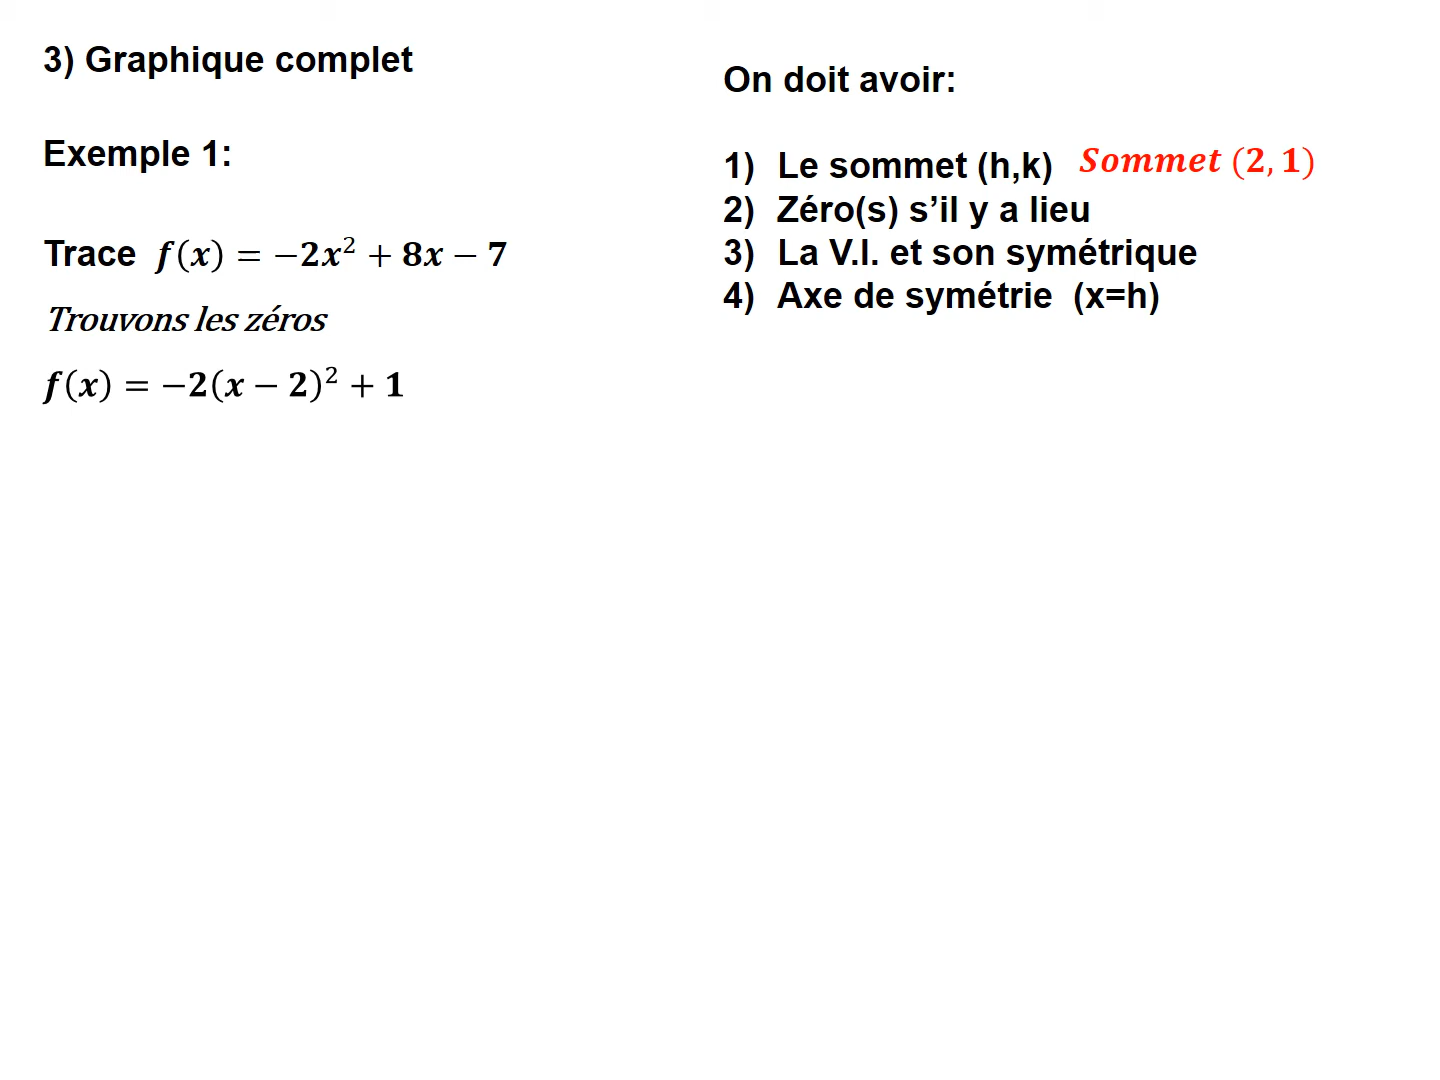 3) Graphique complet
Exemple 1:
Trace f(x) = −2x² + 8x − 7
Trouvons les zéros
f(x) = −2(x − 2)² + 1
On doit avoir:
1) Le sommet (h,k) Sommet (2, 1)
2) Zéro(s) s’il y a lieu
3) La V.I. et son symétrique
4) Axe de symétrie (x=h)